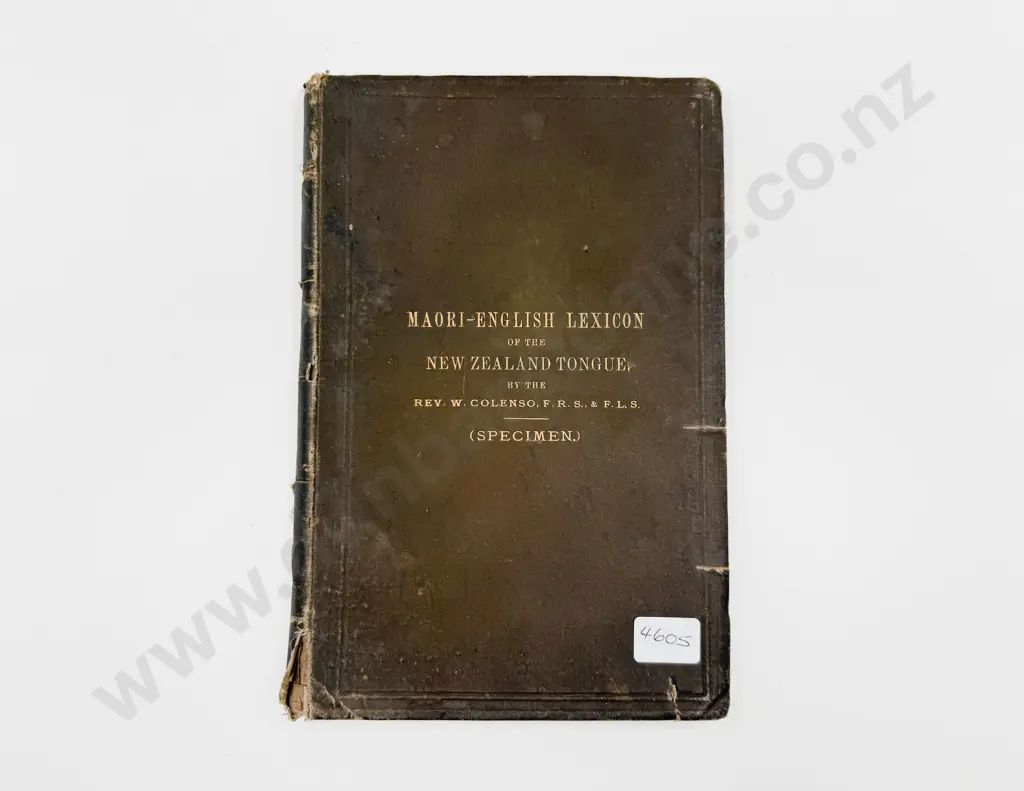 MAORI-ENGLISH LEXICON
OF THE
NEW ZEALAND TONGUE,
BY THE
REV. W. COLENSO, F.R.S., & F.L.S.
(SPECIMEN.)
4605